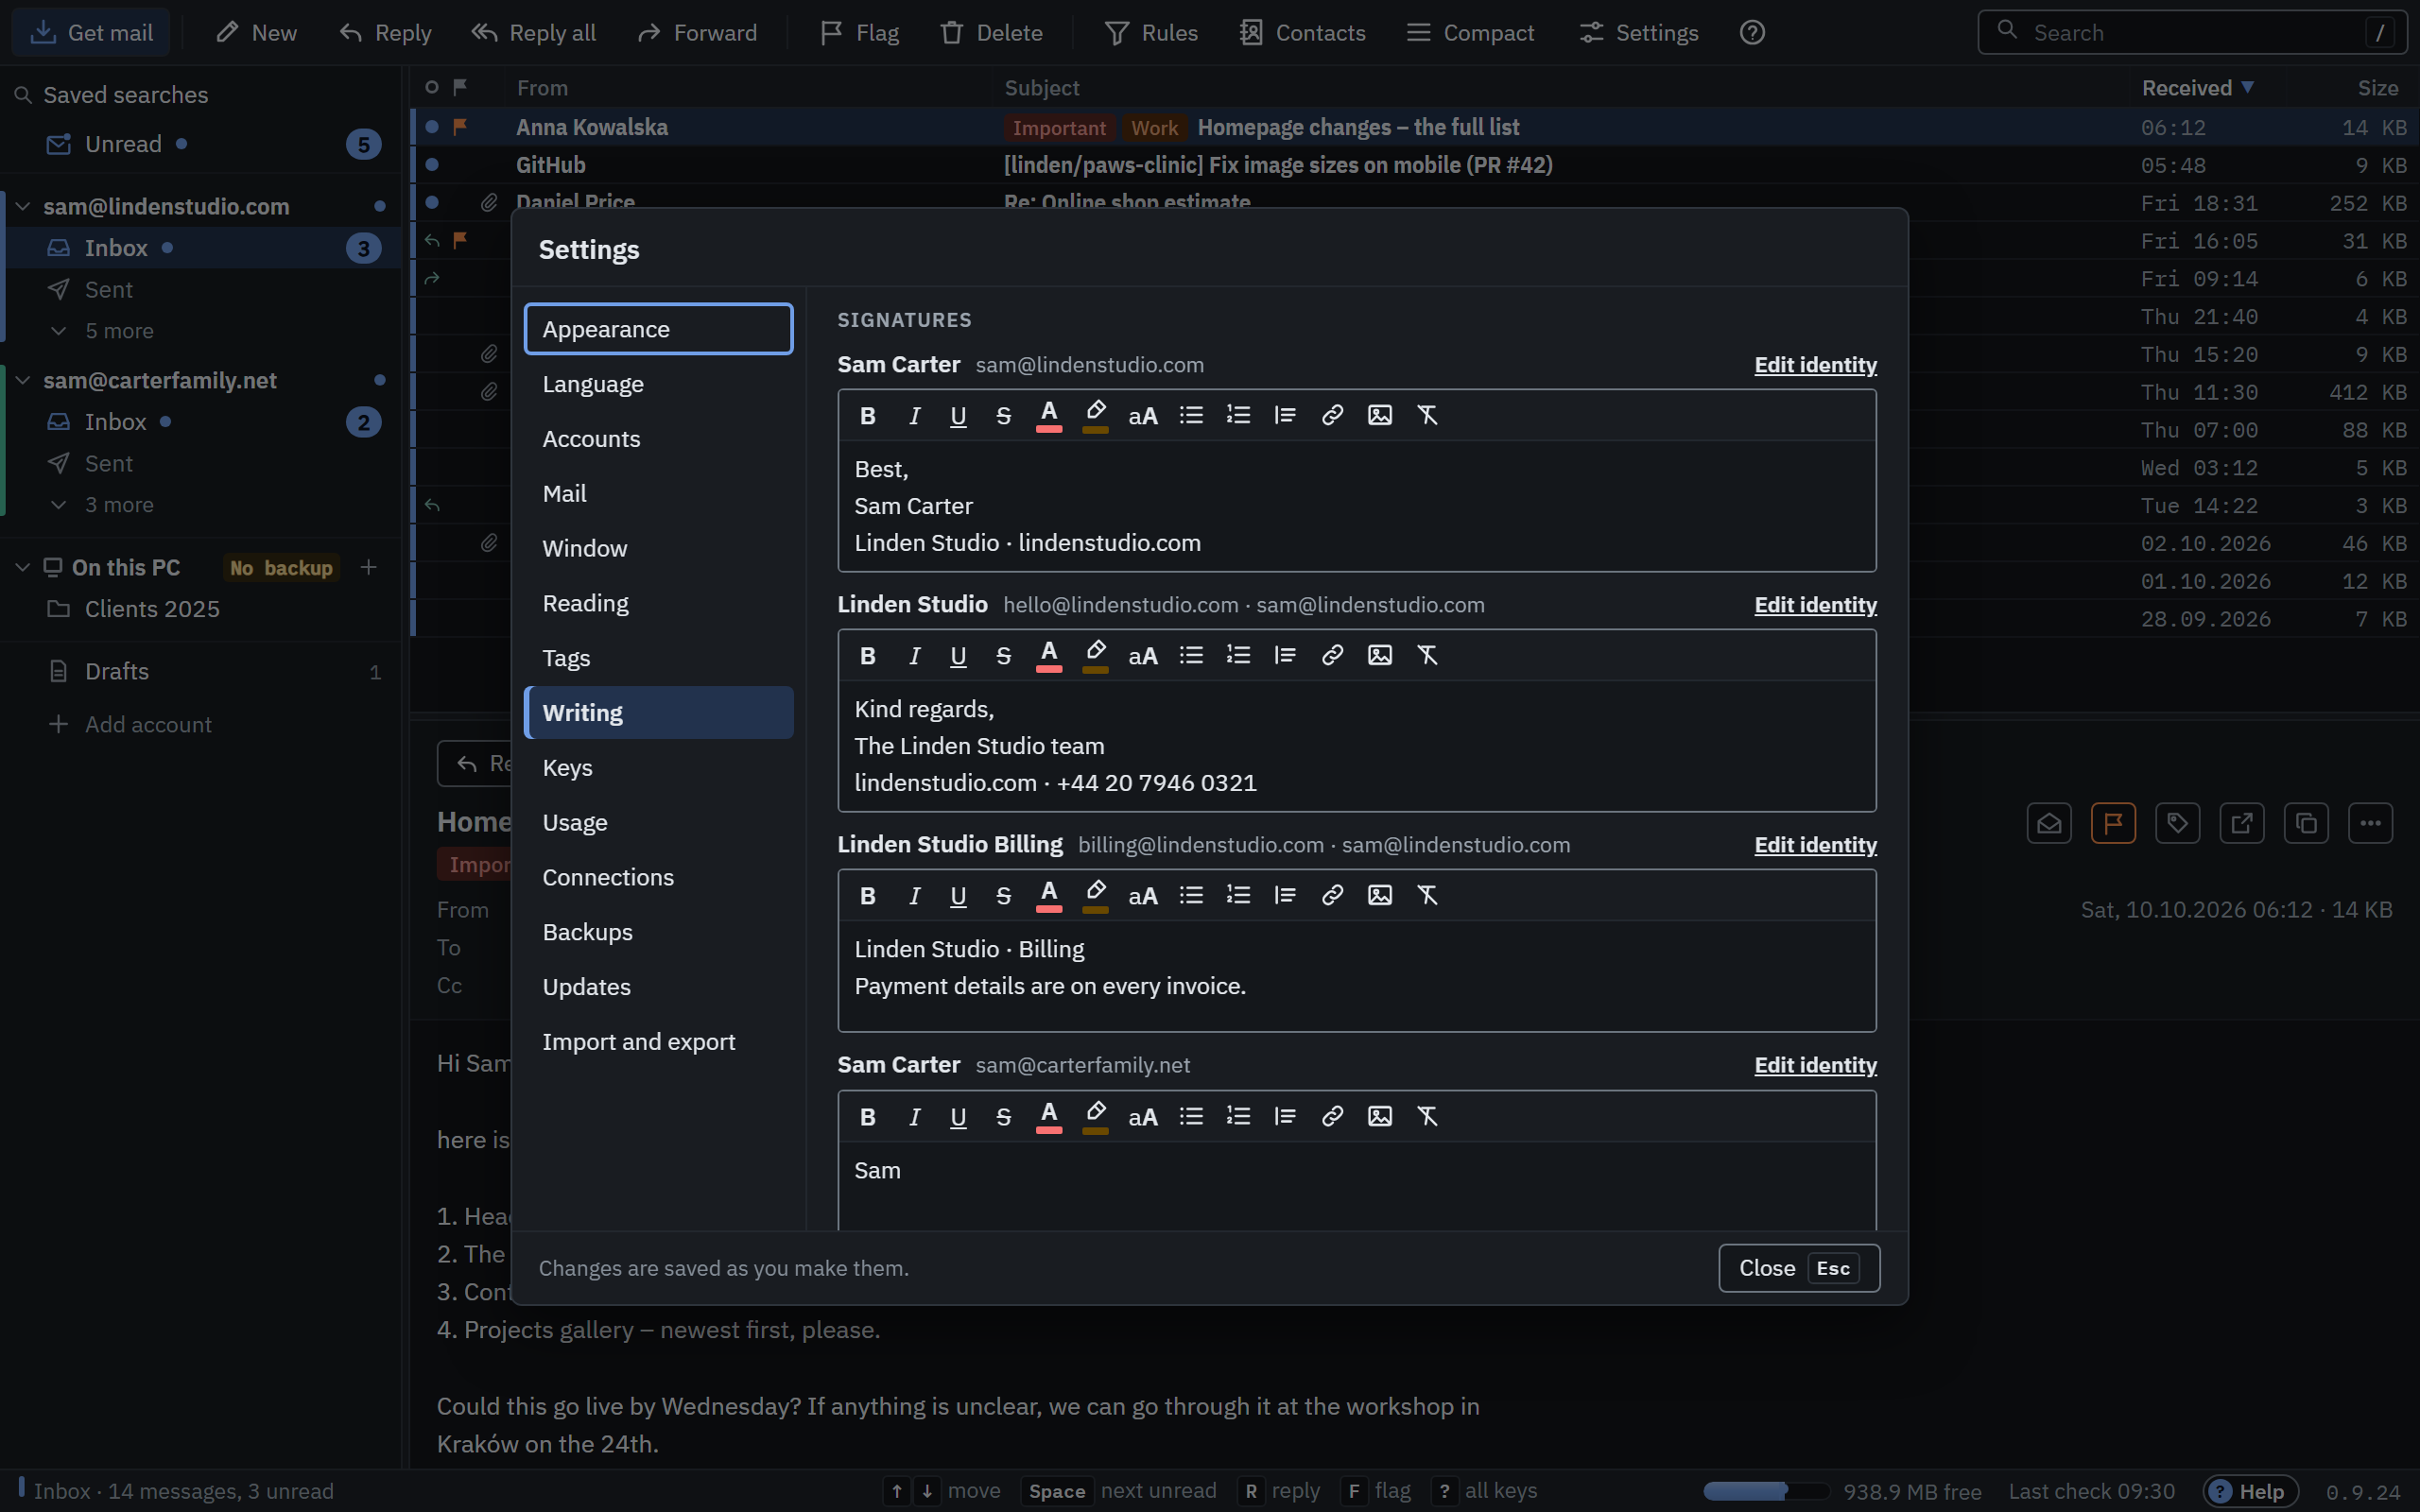 Get mail New Reply Reply all Forward Flag Delete Rules Contacts Compact Settings Search /
Saved searches
Unread 5
sam@lindenstudio.com
Inbox 3
Sent
5 more
sam@carterfamily.net
Inbox 2
Sent
3 more
On this PC No backup
Clients 2025
Drafts 1
Add account
From Subject Received Size
Anna Kowalska Important Work Homepage changes – the full list 06:12 14 KB
GitHub [linden/paws-clinic] Fix image sizes on mobile (PR #42) 05:48 9 KB
Daniel Price Re: Online shop estimate Fri 18:31 252 KB
Fri 16:05 31 KB
Fri 09:14 6 KB
Thu 21:40 4 KB
Thu 15:20 9 KB
Thu 11:30 412 KB
Thu 07:00 88 KB
Wed 03:12 5 KB
Tue 14:22 3 KB
02.10.2026 46 KB
01.10.2026 12 KB
28.09.2026 7 KB
Settings
Appearance
Language
Accounts
Mail
Window
Reading
Tags
Writing
Keys
Usage
Connections
Backups
Updates
Import and export
SIGNATURES
Sam Carter sam@lindenstudio.com Edit identity
B I U S A aA
Best,
Sam Carter
Linden Studio · lindenstudio.com
Linden Studio hello@lindenstudio.com · sam@lindenstudio.com Edit identity
B I U S A aA
Kind regards,
The Linden Studio team
lindenstudio.com · +44 20 7946 0321
Linden Studio Billing billing@lindenstudio.com · sam@lindenstudio.com Edit identity
B I U S A aA
Linden Studio · Billing
Payment details are on every invoice.
Sam Carter sam@carterfamily.net Edit identity
B I U S A aA
Sam
Changes are saved as you make them.
Close Esc
Sat, 10.10.2026 06:12 · 14 KB
From
To
Cc
Hi Sam
here is
1.
2. The
3.
4. Projects gallery – newest first, please.
Could this go live by Wednesday? If anything is unclear, we can go through it at the workshop in
Kraków on the 24th.
Inbox · 14 messages, 3 unread ↑ ↓ move Space next unread R reply F flag ? all keys 938.9 MB free Last check 09:30 ? Help 0.9.24